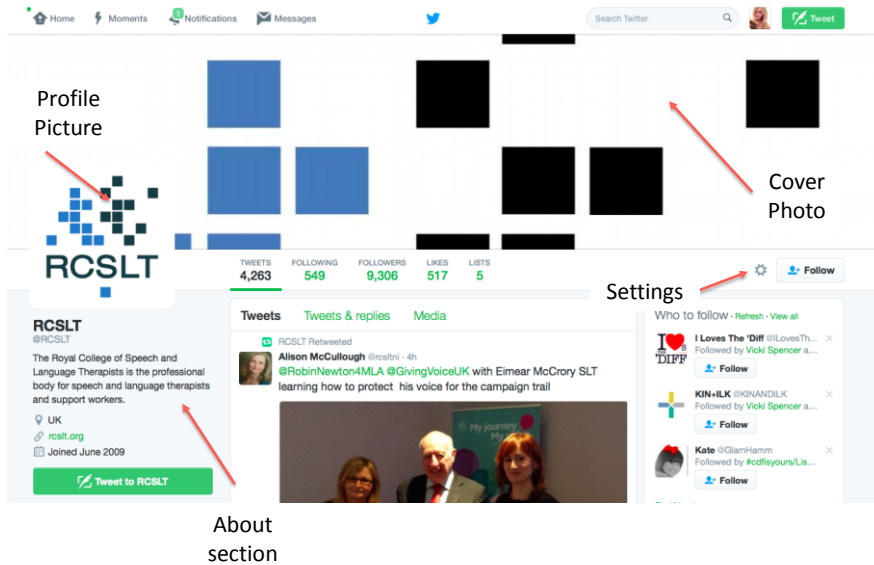 Home Moments 1 Notifications Messages Search Twitter Tweet
Profile
Picture
Cover
Photo
RCSLT
TWEETS FOLLOWING FOLLOWERS LIKES LISTS
4,263 549 9,306 517 5
Follow
Settings
RCSLT
@RCSLT
The Royal College of Speech and
Language Therapists is the professional
body for speech and language therapists
and support workers.
UK
rcslt.org
Joined June 2009
Tweet to RCSLT
About
section
Tweets Tweets & replies Media
RCSLT Retweeted
Alison McCullough @rcsltni · 4h
@RobinNewton4MLA @GivingVoiceUK with Eimear McCrory SLT
learning how to protect his voice for the campaign trail
My journey
My
Who to follow · Refresh · View all
I Loves The 'Diff @ILovesTh...
Followed by Vicki Spencer a...
Follow
KIN+ILK @KINANDILK
Followed by Vicki Spencer a...
Follow
Kate @GlamHamm
Followed by #cdfisyours/Lis...
Follow